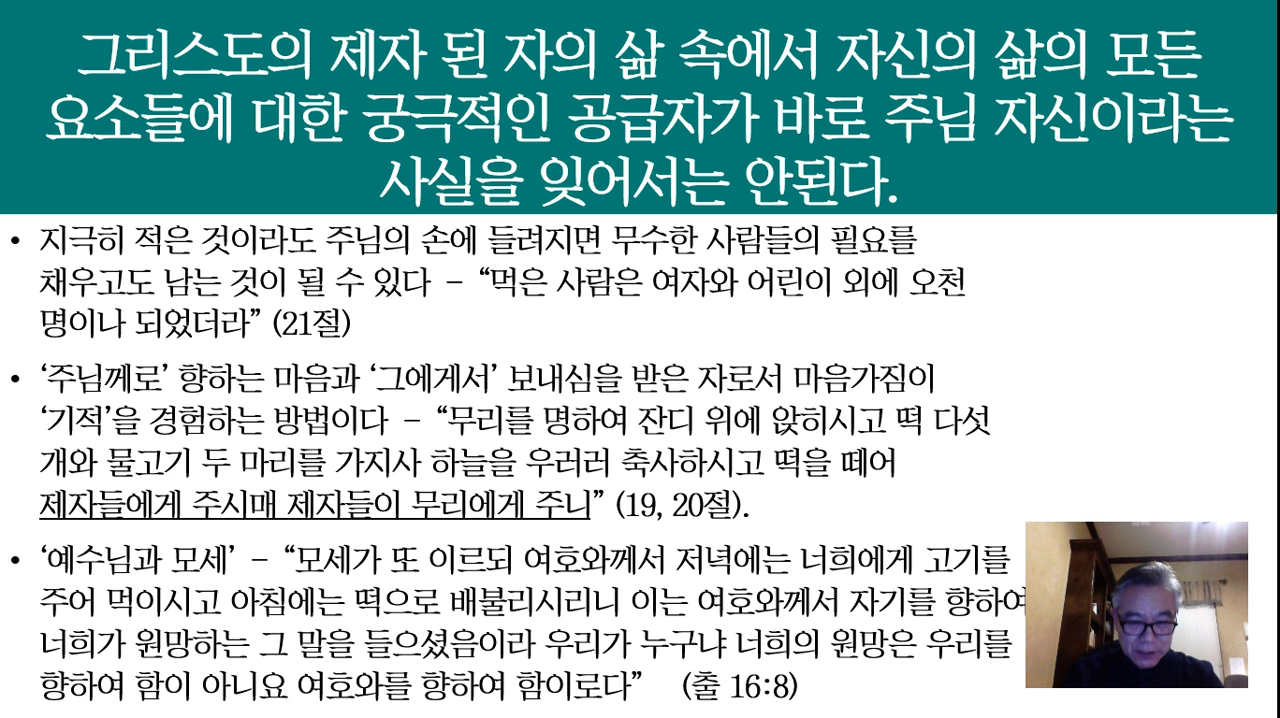 그리스도의 제자 된 자의 삶 속에서 자신의 삶의 모든
요소들에 대한 궁극적인 공급자가 바로 주님 자신이라는
사실을 잊어서는 안된다.
• 지극히 적은 것이라도 주님의 손에 들려지면 무수한 사람들의 필요를
채우고도 남는 것이 될 수 있다 – “먹은 사람은 여자와 어린이 외에 오천
명이나 되었더라” (21절)
• ‘주님께로’ 향하는 마음과 ‘그에게서’ 보내심을 받은 자로서 마음가짐이
‘기적’을 경험하는 방법이다 – “무리를 명하여 잔디 위에 앉히시고 떡 다섯
개와 물고기 두 마리를 가지사 하늘을 우러러 축사하시고 떡을 떼어
제자들에게 주시매 제자들이 무리에게 주니” (19, 20절).
• ‘예수님과 모세’ – “모세가 또 이르되 여호와께서 저녁에는 너희에게 고기를
주어 먹이시고 아침에는 떡으로 배불리시리니 이는 여호와께서 자기를 향하여
너희가 원망하는 그 말을 들으셨음이라 우리가 누구냐 너희의 원망은 우리를
향하여 함이 아니요 여호와를 향하여 함이로다” (출 16:8)